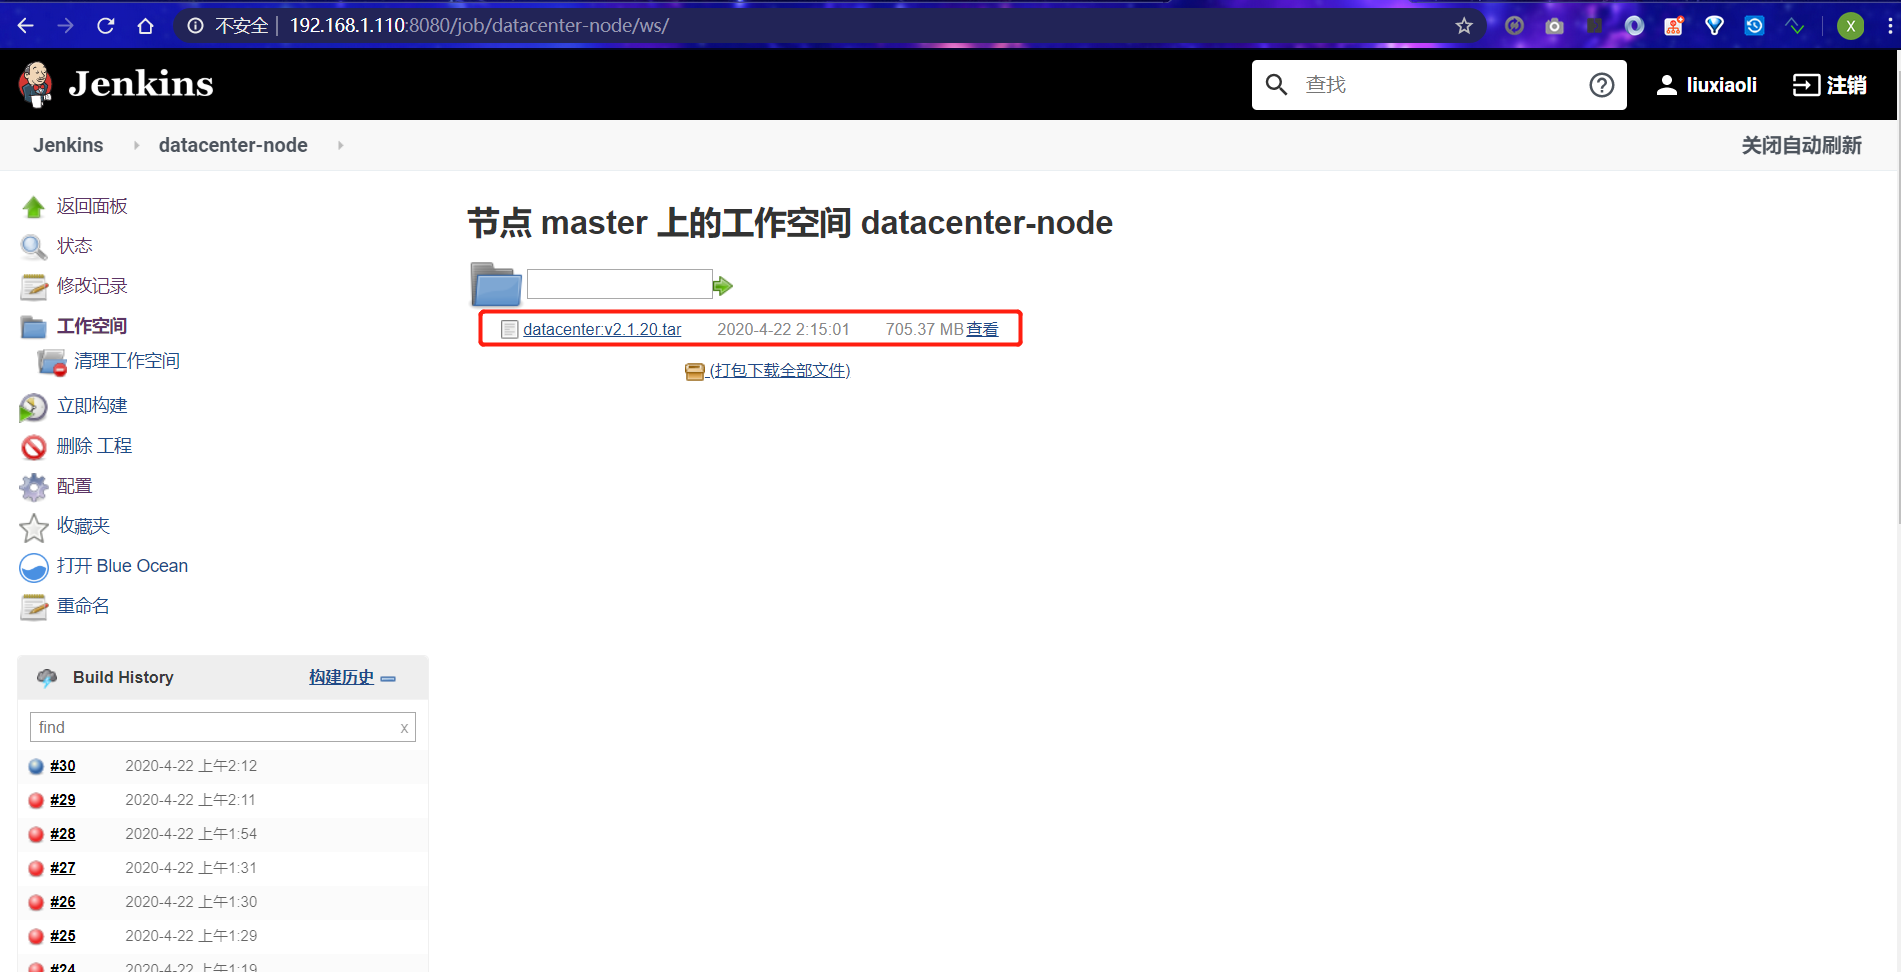 不安全 192.168.1.110:8080/job/datacenter-node/ws/
X
Jenkins
查找
liuxiaoli
注销
Jenkins
datacenter-node
关闭自动刷新
返回面板
状态
修改记录
工作空间
清理工作空间
立即构建
删除 工程
配置
收藏夹
打开 Blue Ocean
重命名
节点 master 上的工作空间 datacenter-node
datacenter:v2.1.20.tar 2020-4-22 2:15:01 705.37 MB 查看
(打包下载全部文件)
Build History 构建历史
find x
#30 2020-4-22 上午2:12
#29 2020-4-22 上午2:11
#28 2020-4-22 上午1:54
#27 2020-4-22 上午1:31
#26 2020-4-22 上午1:30
#25 2020-4-22 上午1:29
#24 2020-4-22 上午1:19